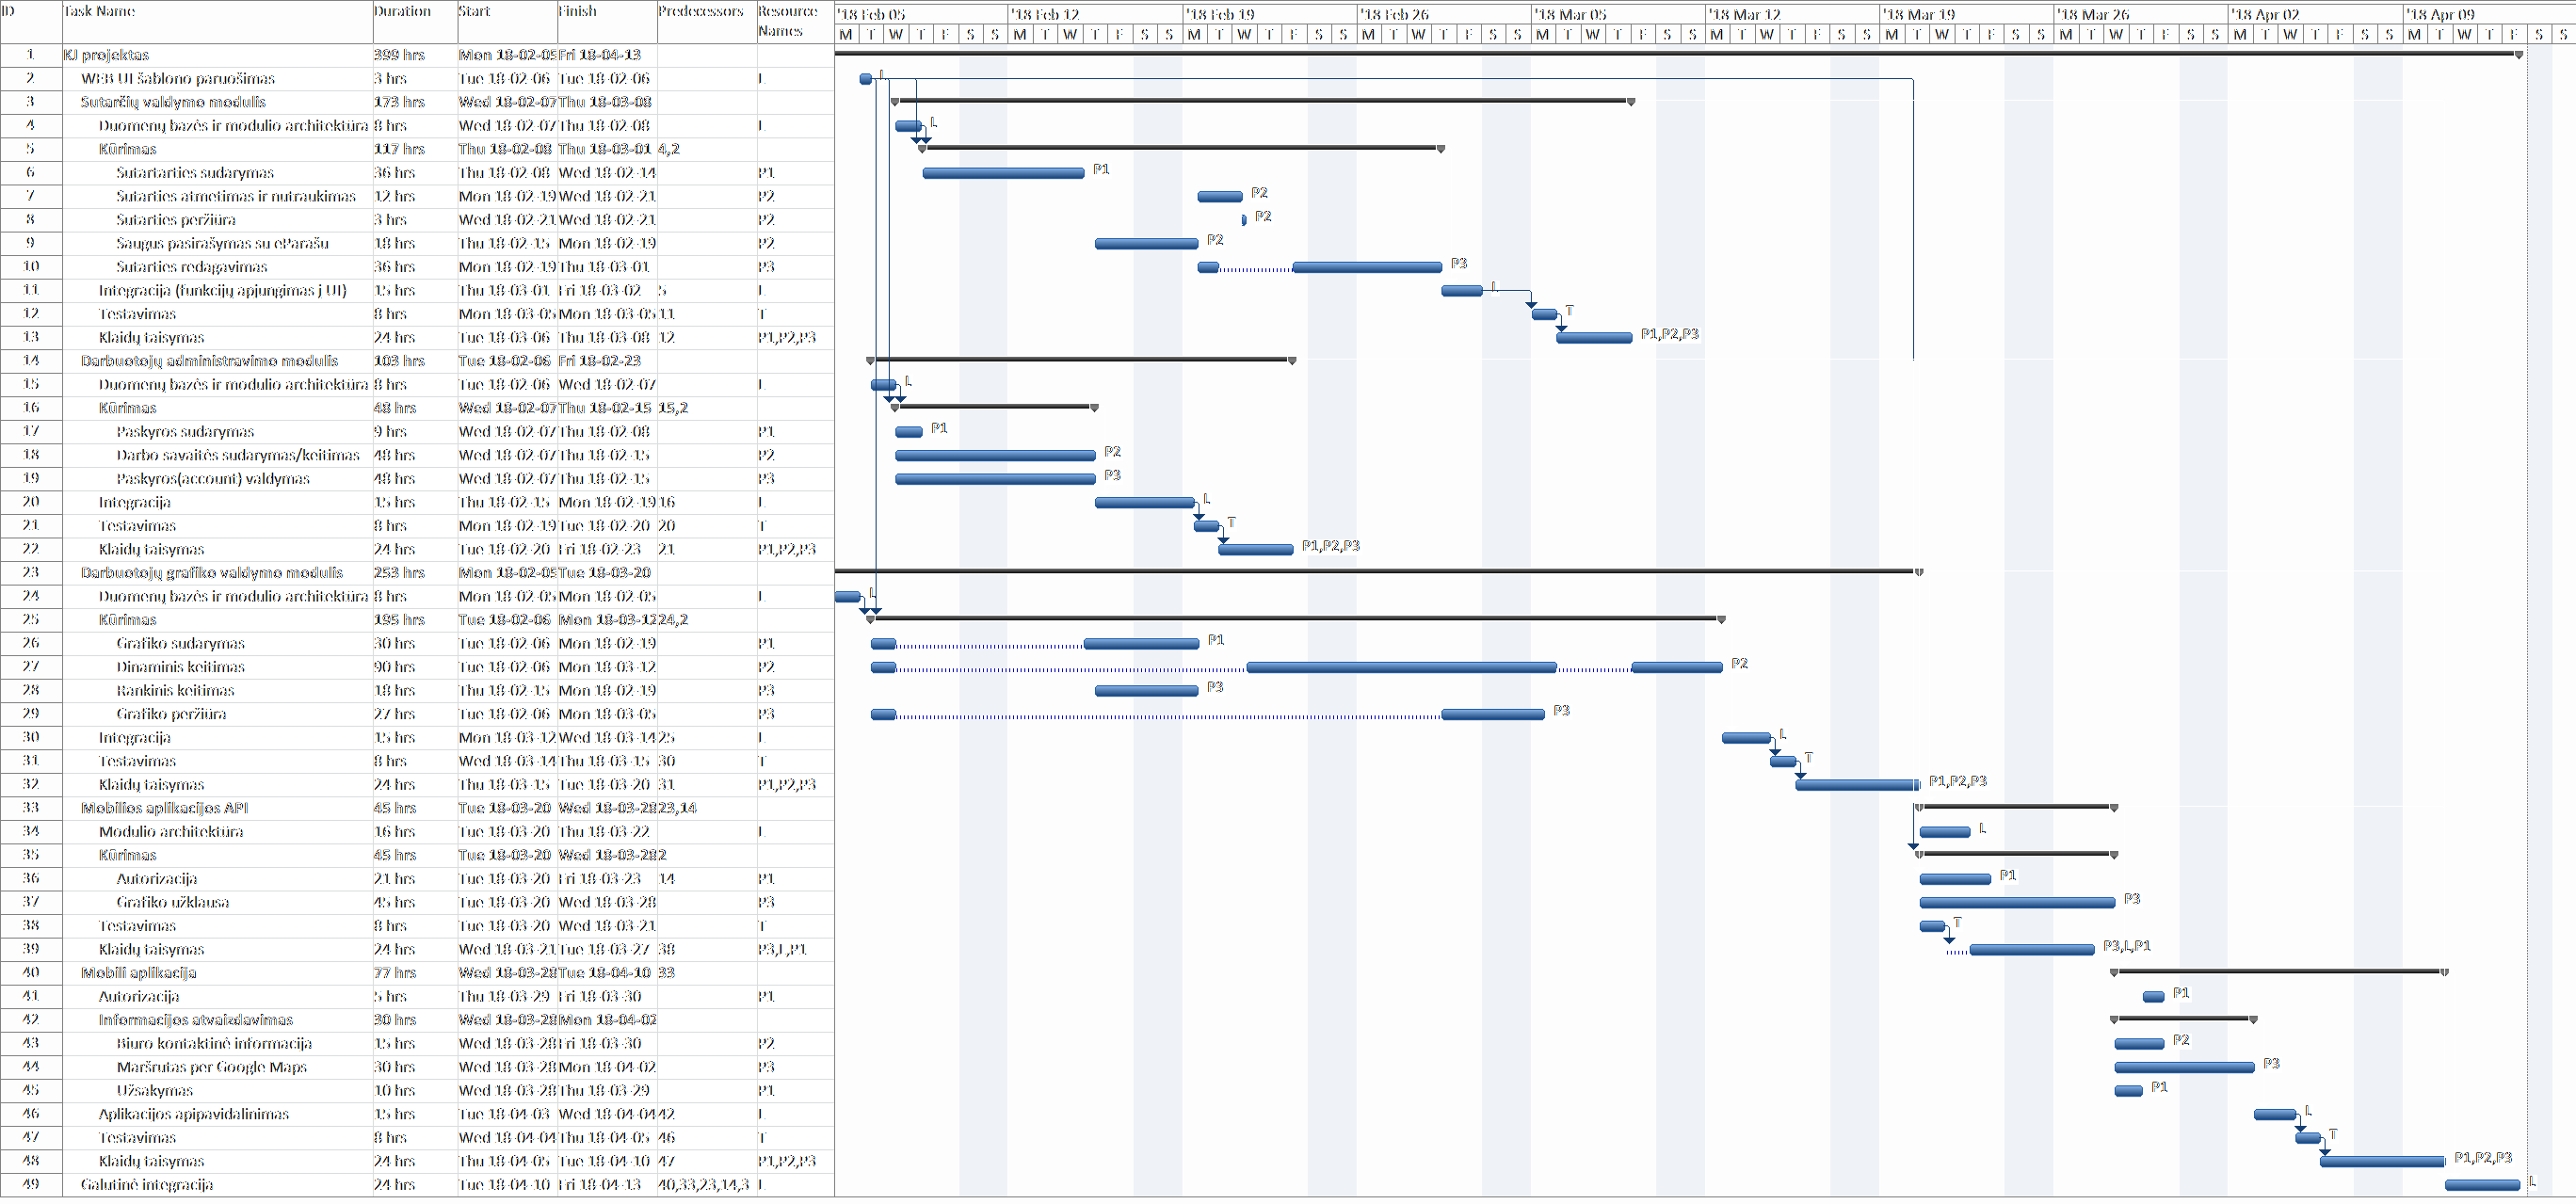 ID Task Name Duration Start Finish Predecessors Resource Names
'18 Feb 05 '18 Feb 12 '18 Feb 19 '18 Feb 26 '18 Mar 05 '18 Mar 12 '18 Mar 19 '18 Mar 26 '18 Apr 02 '18 Apr 09
M T W T F S S M T W T F S S M T W T F S S M T W T F S S M T W T F S S M T W T F S S M T W T F S S M T W T F S S M T W T F S S M T W T F S S
1 KJ projektas 399 hrs Mon 18-02-05 Fri 18-04-13
2 WEB UI šablono paruošimas 3 hrs Tue 18-02-06 Tue 18-02-06 L L
3 Sutarčių valdymo modulis 173 hrs Wed 18-02-07 Thu 18-03-08
4 Duomenų bazės ir modulio architektūra 8 hrs Wed 18-02-07 Thu 18-02-08 L L
5 Kūrimas 117 hrs Thu 18-02-08 Thu 18-03-01 4,2
6 Sutartarties sudarymas 36 hrs Thu 18-02-08 Wed 18-02-14 P1 P1
7 Sutarties atmetimas ir nutraukimas 12 hrs Mon 18-02-19 Wed 18-02-21 P2 P2
8 Sutarties peržiūra 3 hrs Wed 18-02-21 Wed 18-02-21 P2 P2
9 Saugus pasirašymas su eParašu 18 hrs Thu 18-02-15 Mon 18-02-19 P2 P2
10 Sutarties redagavimas 36 hrs Mon 18-02-19 Thu 18-03-01 P3 P3
11 Integracija (funkcijų apjungimas į UI) 15 hrs Thu 18-03-01 Fri 18-03-02 5 L L
12 Testavimas 8 hrs Mon 18-03-05 Mon 18-03-05 11 T T
13 Klaidų taisymas 24 hrs Tue 18-03-06 Thu 18-03-08 12 P1,P2,P3 P1,P2,P3
14 Darbuotojų administravimo modulis 103 hrs Tue 18-02-06 Fri 18-02-23
15 Duomenų bazės ir modulio architektūra 8 hrs Tue 18-02-06 Wed 18-02-07 L L
16 Kūrimas 48 hrs Wed 18-02-07 Thu 18-02-15 15,2
17 Paskyros sudarymas 9 hrs Wed 18-02-07 Thu 18-02-08 P1 P1
18 Darbo savaitės sudarymas/keitimas 48 hrs Wed 18-02-07 Thu 18-02-15 P2 P2
19 Paskyros(account) valdymas 48 hrs Wed 18-02-07 Thu 18-02-15 P3 P3
20 Integracija 15 hrs Thu 18-02-15 Mon 18-02-19 16 L L
21 Testavimas 8 hrs Mon 18-02-19 Tue 18-02-20 20 T T
22 Klaidų taisymas 24 hrs Tue 18-02-20 Fri 18-02-23 21 P1,P2,P3 P1,P2,P3
23 Darbuotojų grafiko valdymo modulis 253 hrs Mon 18-02-05 Tue 18-03-20
24 Duomenų bazės ir modulio architektūra 8 hrs Mon 18-02-05 Mon 18-02-05 L L
25 Kūrimas 195 hrs Tue 18-02-06 Mon 18-03-12 24,2
26 Grafiko sudarymas 30 hrs Tue 18-02-06 Mon 18-02-19 P1 P1
27 Dinaminis keitimas 90 hrs Tue 18-02-06 Mon 18-03-12 P2 P2
28 Rankinis keitimas 18 hrs Thu 18-02-15 Mon 18-02-19 P3 P3
29 Grafiko peržiūra 27 hrs Tue 18-02-06 Mon 18-03-05 P3 P3
30 Integracija 15 hrs Mon 18-03-12 Wed 18-03-14 25 L L
31 Testavimas 8 hrs Wed 18-03-14 Thu 18-03-15 30 T T
32 Klaidų taisymas 24 hrs Thu 18-03-15 Tue 18-03-20 31 P1,P2,P3 P1,P2,P3
33 Mobilios aplikacijos API 45 hrs Tue 18-03-20 Wed 18-03-28 23,14
34 Modulio architektūra 16 hrs Tue 18-03-20 Thu 18-03-22 L L
35 Kūrimas 45 hrs Tue 18-03-20 Wed 18-03-28 2
36 Autorizacija 21 hrs Tue 18-03-20 Fri 18-03-23 14 P1 P1
37 Grafiko užklausa 45 hrs Tue 18-03-20 Wed 18-03-28 P3 P3
38 Testavimas 8 hrs Tue 18-03-20 Wed 18-03-21 T T
39 Klaidų taisymas 24 hrs Wed 18-03-21 Tue 18-03-27 38 P3,L,P1 P3,L,P1
40 Mobili aplikacija 77 hrs Wed 18-03-28 Tue 18-04-10 33
41 Autorizacija 5 hrs Thu 18-03-29 Fri 18-03-30 P1 P1
42 Informacijos atvaizdavimas 30 hrs Wed 18-03-28 Mon 18-04-02
43 Biuro kontaktinė informacija 15 hrs Wed 18-03-28 Fri 18-03-30 P2 P2
44 Maršrutas per Google Maps 30 hrs Wed 18-03-28 Mon 18-04-02 P3 P3
45 Užsakymas 10 hrs Wed 18-03-28 Thu 18-03-29 P1 P1
46 Aplikacijos apipavidalinimas 15 hrs Tue 18-04-03 Wed 18-04-04 42 L L
47 Testavimas 8 hrs Wed 18-04-04 Thu 18-04-05 46 T T
48 Klaidų taisymas 24 hrs Thu 18-04-05 Tue 18-04-10 47 P1,P2,P3 P1,P2,P3
49 Galutinė integracija 24 hrs Tue 18-04-10 Fri 18-04-13 40,33,23,14,3 L L